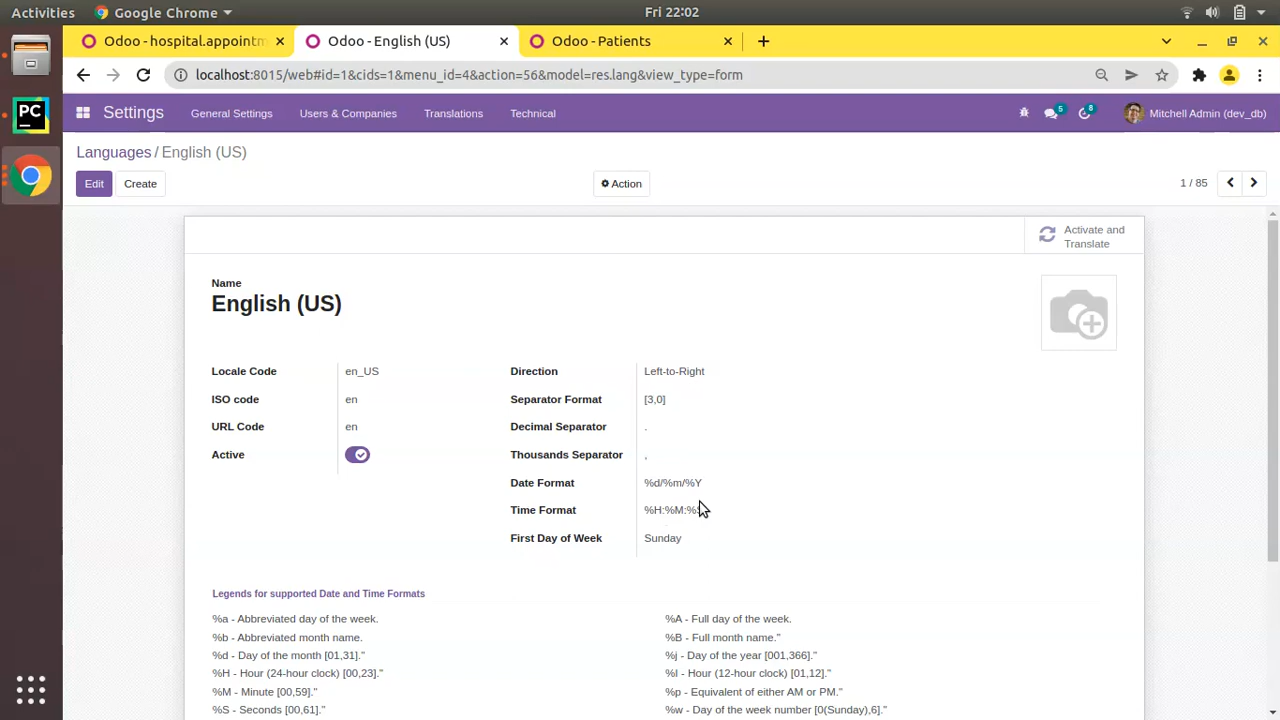 Activities Google Chrome Fri 22:02
Odoo - hospital.appointm Odoo - English (US) Odoo - Patients
localhost:8015/web#id=1&cids=1&menu_id=4&action=56&model=res.lang&view_type=form
Settings General Settings Users & Companies Translations Technical 5 8 Mitchell Admin (dev_db)
Languages / English (US)
Edit Create Action 1 / 85
Activate and
Translate
Name
English (US)
Locale Code en_US Direction Left-to-Right
ISO code en Separator Format [3,0]
URL Code en Decimal Separator .
Active Thousands Separator ,
Date Format %d/%m/%Y
Time Format %H:%M:%S
First Day of Week Sunday
Legends for supported Date and Time Formats
%a - Abbreviated day of the week. %A - Full day of the week.
%b - Abbreviated month name. %B - Full month name."
%d - Day of the month [01,31]." %j - Day of the year [001,366]."
%H - Hour (24-hour clock) [00,23]." %I - Hour (12-hour clock) [01,12]."
%M - Minute [00,59]." %p - Equivalent of either AM or PM."
%S - Seconds [00,61]." %w - Day of the week number [0(Sunday),6]."
PC